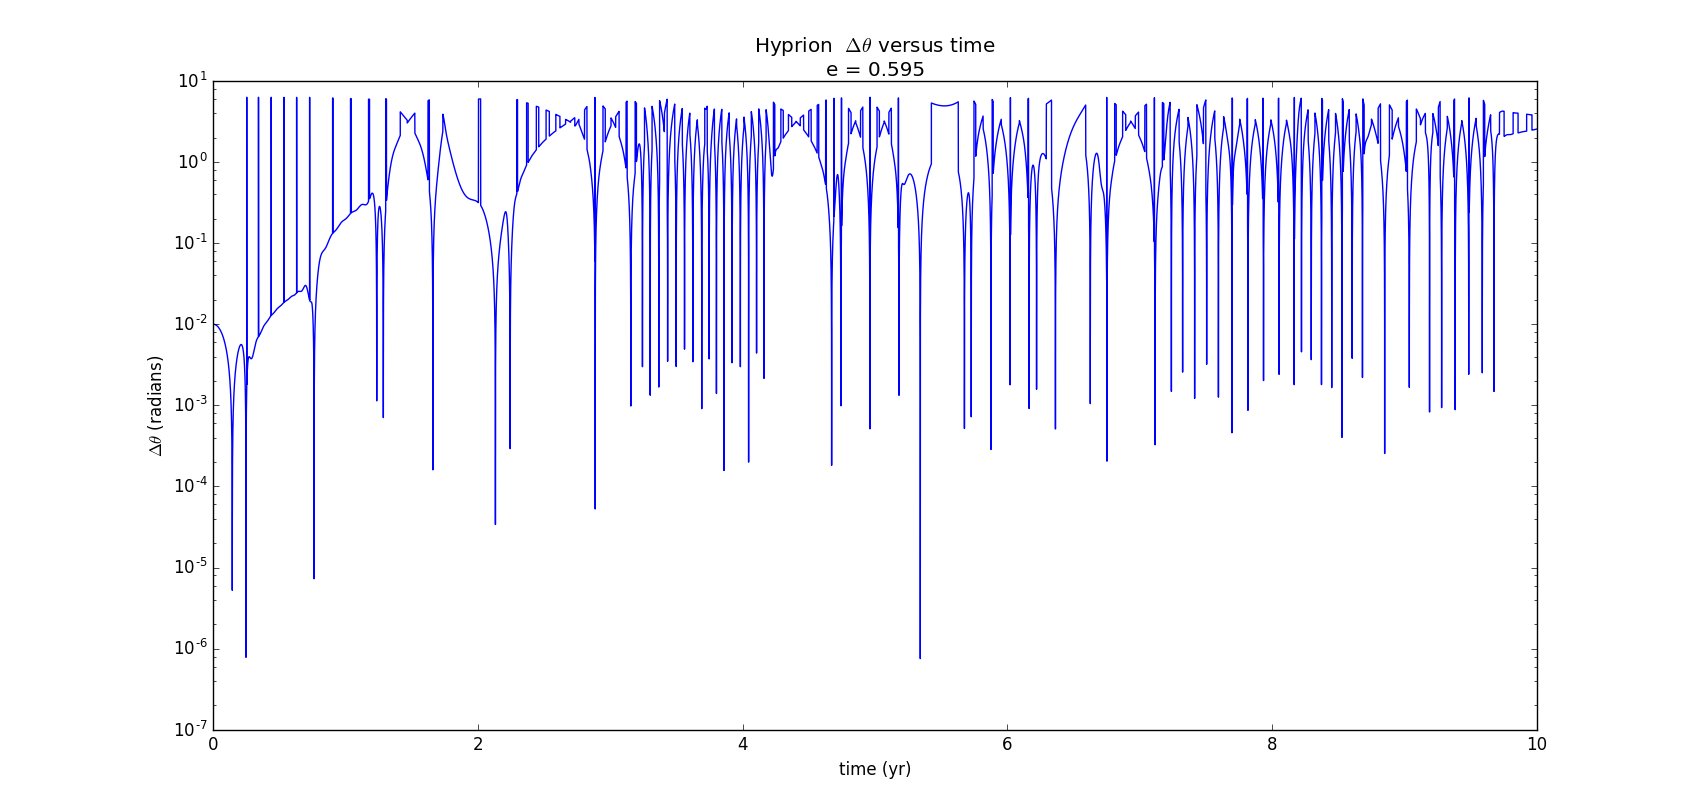 Hyprion Δθ versus time
e = 0.595
10^1
10^0
10^-1
10^-2
10^-3
10^-4
10^-5
10^-6
10^-7
Δθ (radians)
0 2 4 6 8 10
time (yr)